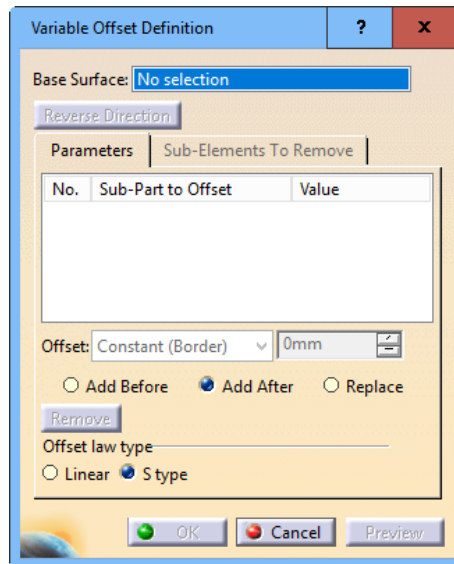 Variable Offset Definition ? x
Base Surface: No selection
Reverse Direction
Parameters Sub-Elements To Remove
No. Sub-Part to Offset Value
Offset: Constant (Border) 0mm
Add Before Add After Replace
Remove
Offset law type
Linear S type
OK Cancel Preview